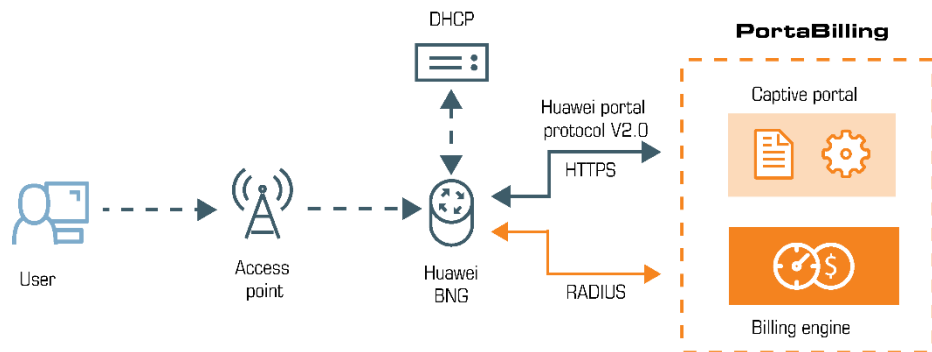 DHCP
PortaBilling
Captive portal
Huawei portal
protocol V2.0
HTTPS
User
Access
point
Huawei
BNG
RADIUS
$
Billing engine